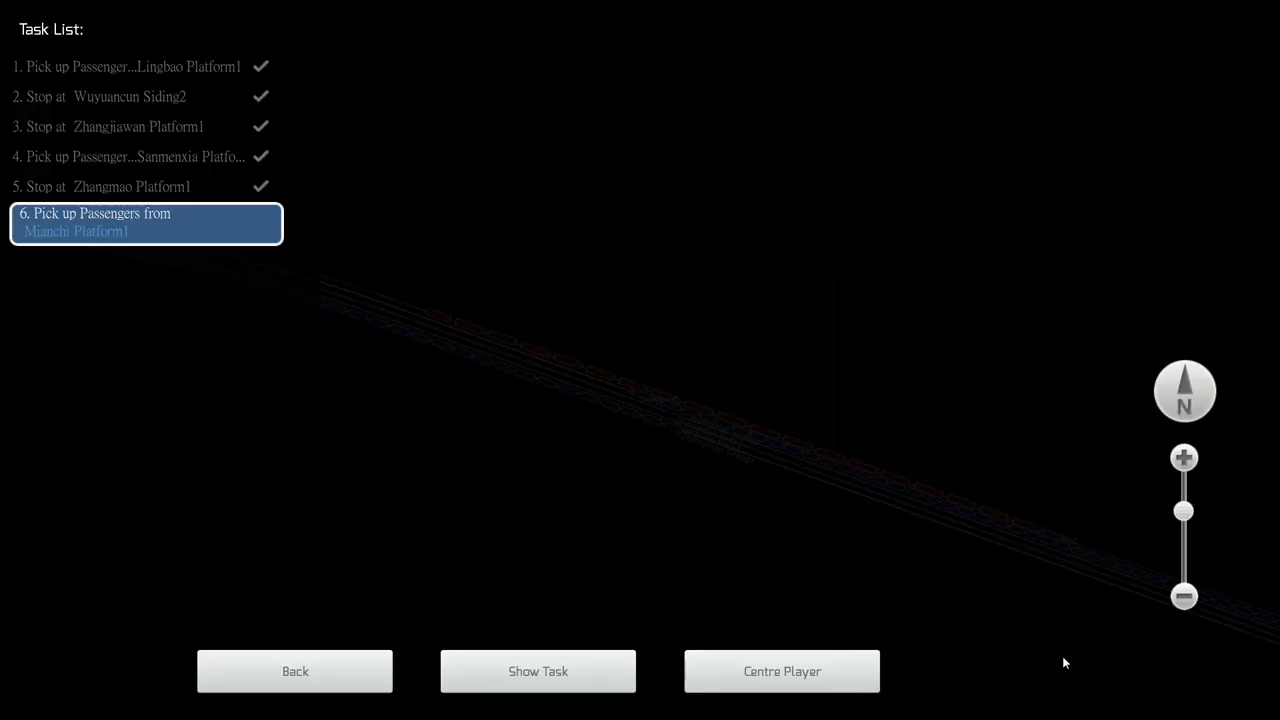 Task List:
1. Pick up Passenger...Lingbao Platform1
2. Stop at  Wuyuancun Siding2
3. Stop at  Zhangjiawan Platform1
4. Pick up Passenger...Sanmenxia Platfo...
5. Stop at  Zhangmao Platform1
6. Pick up Passengers from
Mianchi Platform1
N
Back
Show Task
Centre Player